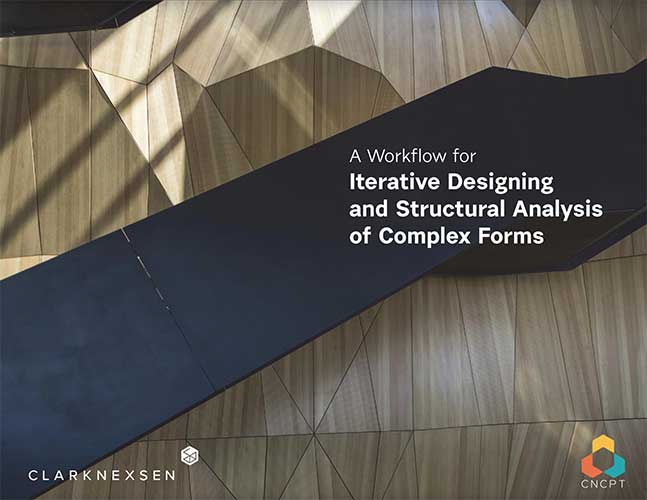 A Workflow for
Iterative Designing
and Structural Analysis
of Complex Forms
CLARKNEXSEN
CNCPT